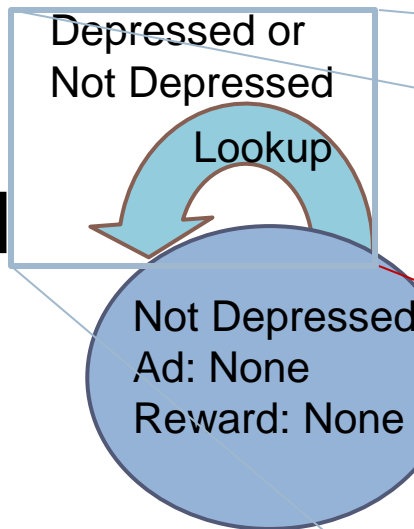 Depressed or
Not Depressed
Lookup
Not Depressed
Ad: None
Reward: None